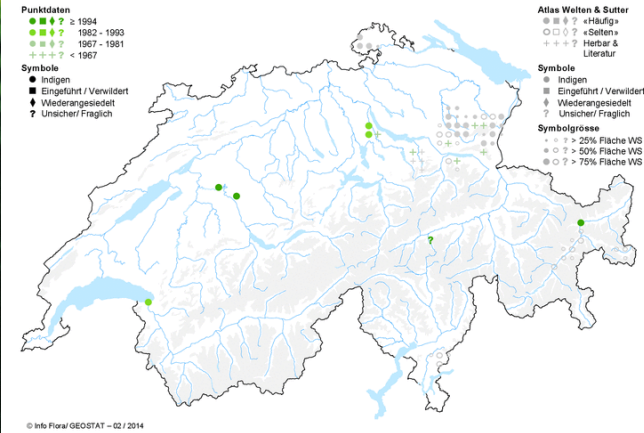 Punktdaten
? ≥ 1994
? 1982 - 1993
? 1967 - 1981
+ + + ? < 1967
Symbole
Indigen
Eingeführt / Verwildert
Wiederangesiedelt
? Unsicher/ Fraglich
Atlas Welten & Sutter
? «Häufig»
? «Selten»
+ + + ? Herbar &
Literatur
Symbole
Indigen
Eingeführt / Verwildert
Wiederangesiedelt
? Unsicher/ Fraglich
Symbolgrösse
? > 25% Fläche WS
? > 50% Fläche WS
? > 75% Fläche WS
?
© Info Flora/ GEOSTAT – 02 / 2014